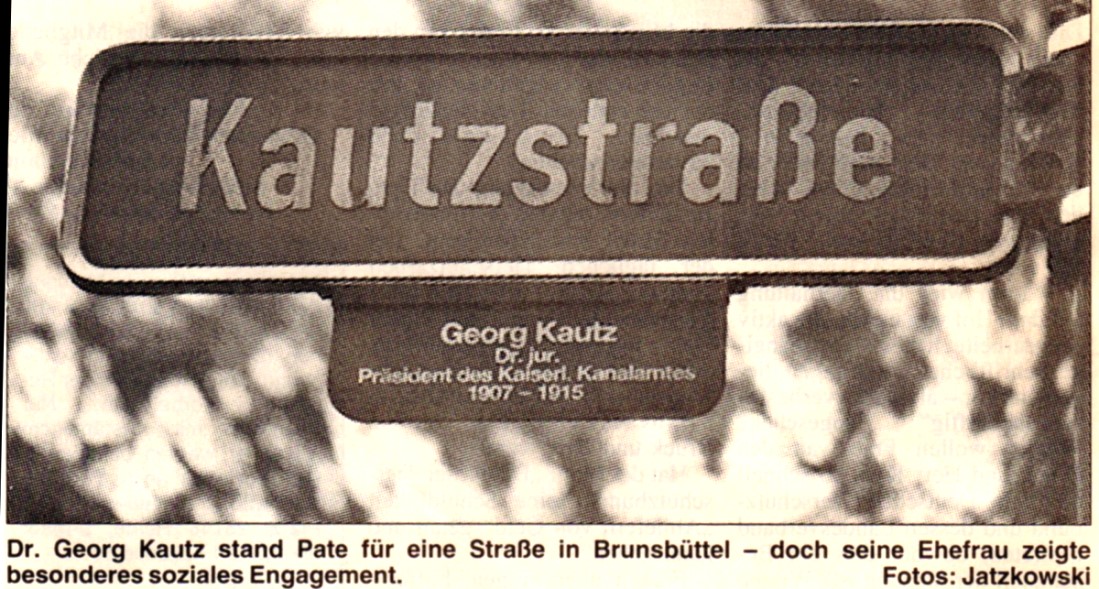 Kautzstraße
Georg Kautz
Dr. jur.
Präsident des Kaiserl. Kanalamtes
1907 – 1915
Dr. Georg Kautz stand Pate für eine Straße in Brunsbüttel – doch seine Ehefrau zeigte
besonderes soziales Engagement. Fotos: Jatzkowski